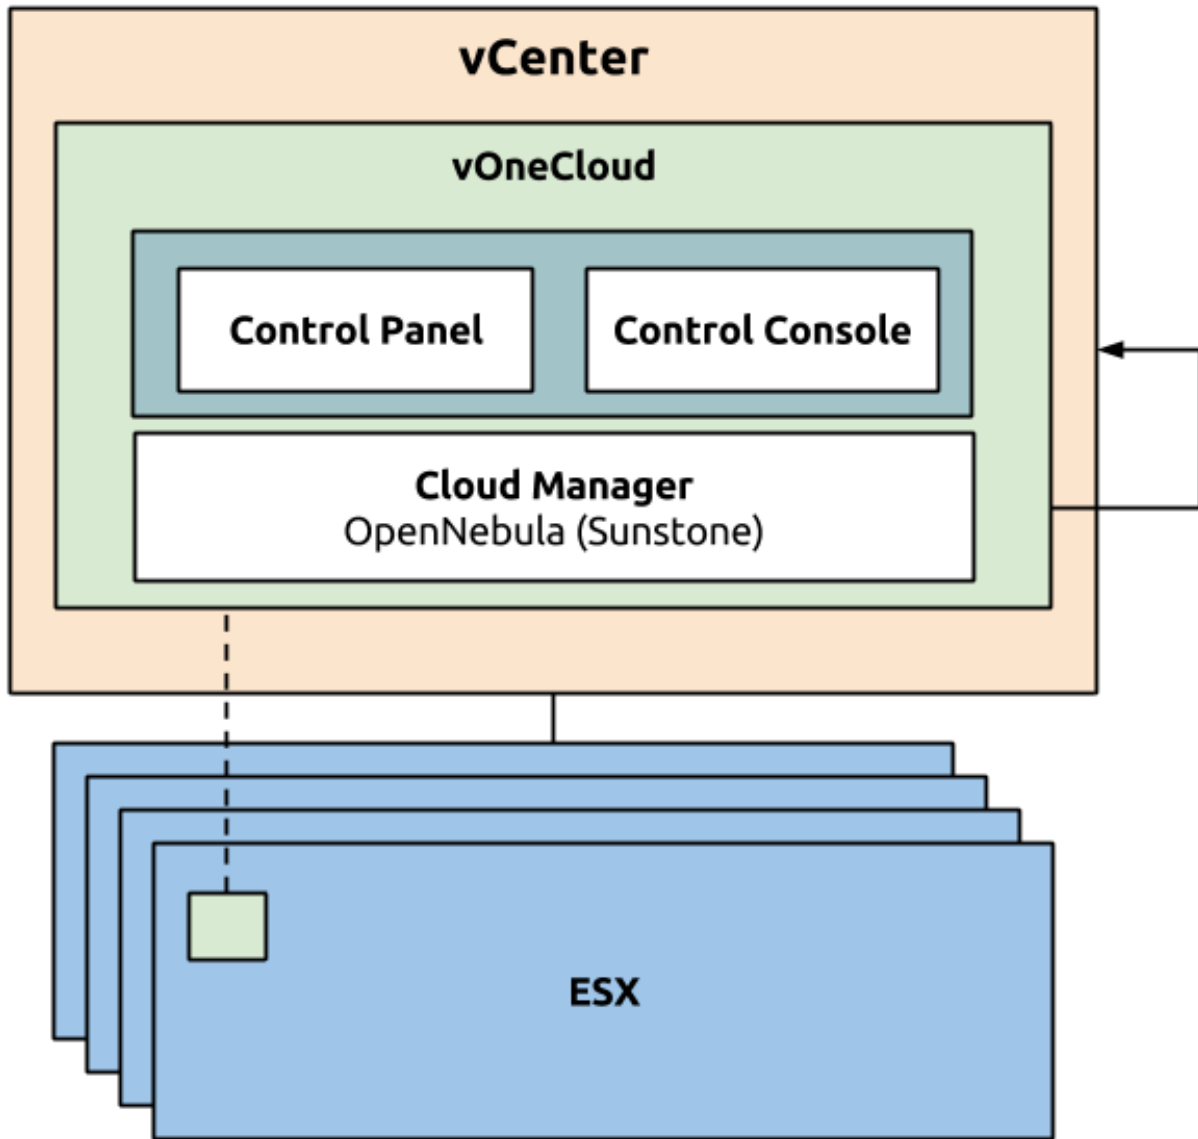 vCenter
vOneCloud
Control Panel
Control Console
Cloud Manager
OpenNebula (Sunstone)
ESX